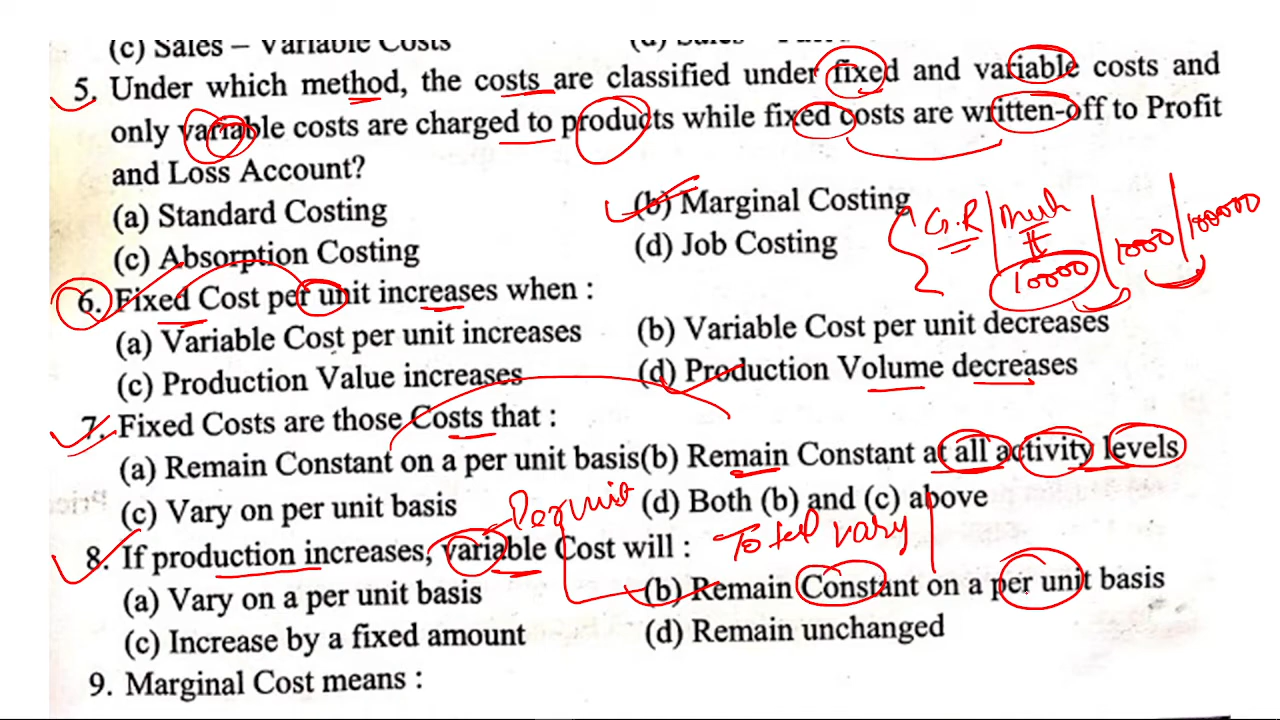 (c) Sales – Variable Costs
5. Under which method, the costs are classified under fixed and variable costs and
only variable costs are charged to products while fixed costs are written-off to Profit
and Loss Account?
(a) Standard Costing (b) Marginal Costing
(c) Absorption Costing (d) Job Costing
G.R
10000 1000 100000
6. Fixed Cost per unit increases when :
(a) Variable Cost per unit increases (b) Variable Cost per unit decreases
(c) Production Value increases (d) Production Volume decreases
7. Fixed Costs are those Costs that :
(a) Remain Constant on a per unit basis (b) Remain Constant at all activity levels
(c) Vary on per unit basis (d) Both (b) and (c) above
Per unit
Total vary
8. If production increases, variable Cost will :
(a) Vary on a per unit basis (b) Remain Constant on a per unit basis
(c) Increase by a fixed amount (d) Remain unchanged
9. Marginal Cost means :